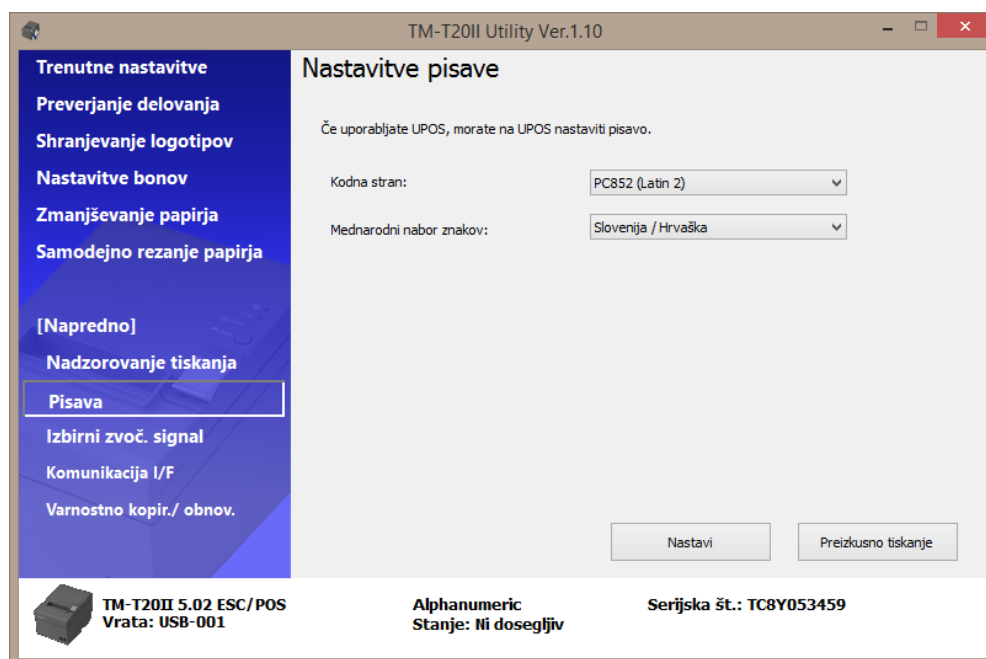 TM-T20II Utility Ver.1.10
Trenutne nastavitve
Preverjanje delovanja
Shranjevanje logotipov
Nastavitve bonov
Zmanjševanje papirja
Samodejno rezanje papirja
[Napredno]
Nadzorovanje tiskanja
Pisava
Izbirni zvoč. signal
Komunikacija I/F
Varnostno kopir./ obnov.
Nastavitve pisave
Če uporabljate UPOS, morate na UPOS nastaviti pisavo.
Kodna stran: PC852 (Latin 2)
Mednarodni nabor znakov: Slovenija / Hrvaška
Nastavi Preizkusno tiskanje
TM-T20II 5.02 ESC/POS Alphanumeric Serijska št.: TC8Y053459
Vrata: USB-001 Stanje: Ni dosegljiv